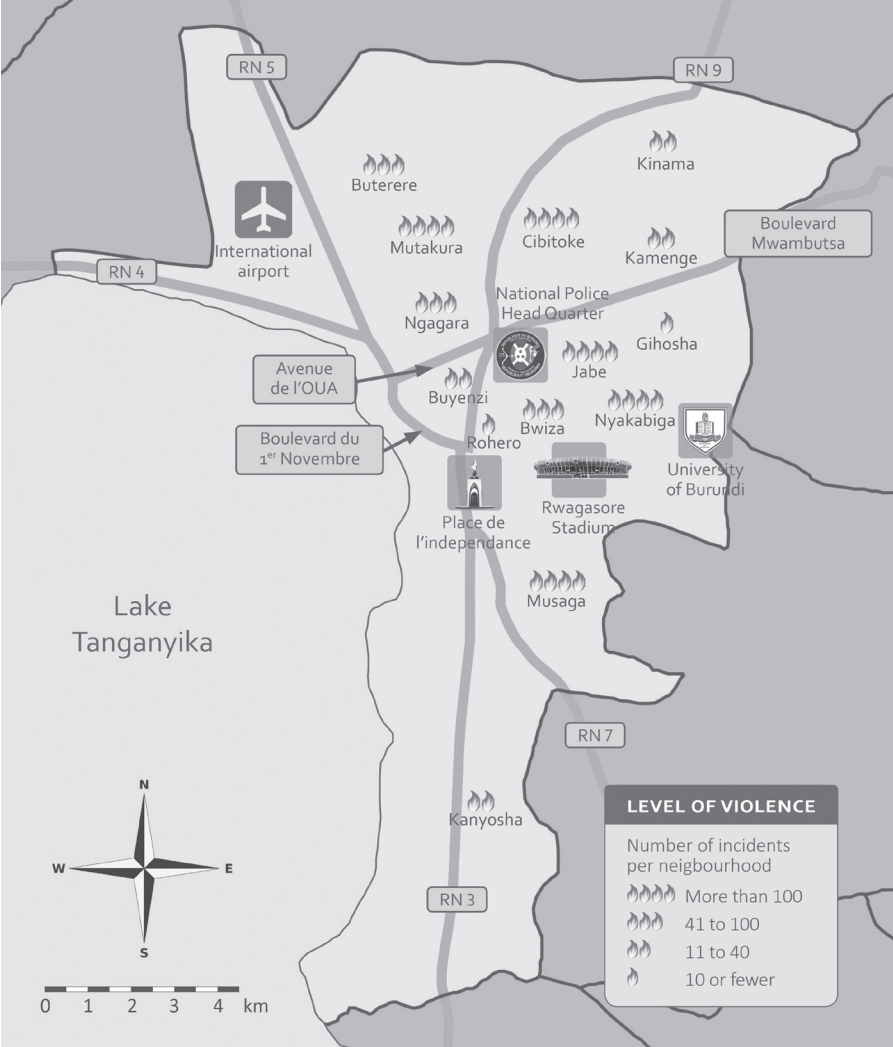 RN 5
RN 9
Kinama
Buterere
Boulevard
Mwambutsa
Mutakura
Cibitoke
Kamenge
International
airport
RN 4
National Police
Head Quarter
Ngagara
Gihosha
Jabe
Avenue
de l'OUA
Buyenzi
Nyakabiga
Bwiza
Rohero
Boulevard du
1er Novembre
University
of Burundi
Rwagasore
Stadium
Place de
l'independance
Musaga
Lake
Tanganyika
RN 7
Kanyosha
RN 3
N
W
E
S
0 1 2 3 4 km
LEVEL OF VIOLENCE
Number of incidents
per neigbourhood
More than 100
41 to 100
11 to 40
10 or fewer